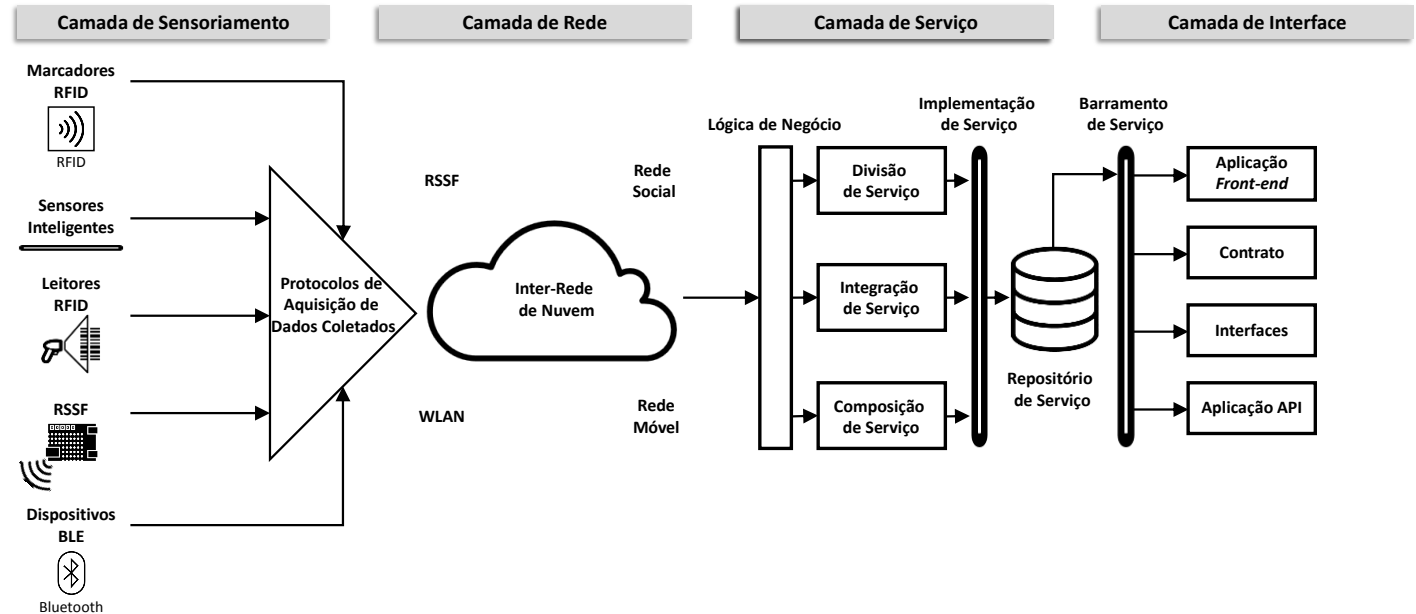 Camada de Sensoriamento
Camada de Rede
Camada de Serviço
Camada de Interface
Marcadores
RFID
RFID
Sensores
Inteligentes
Leitores
RFID
RSSF
Dispositivos
BLE
Bluetooth
Protocolos de
Aquisição de
Dados Coletados
RSSF
Rede
Social
Inter-Rede
de Nuvem
WLAN
Rede
Móvel
Lógica de Negócio
Divisão
de Serviço
Integração
de Serviço
Composição
de Serviço
Implementação
de Serviço
Repositório
de Serviço
Barramento
de Serviço
Aplicação
Front-end
Contrato
Interfaces
Aplicação API